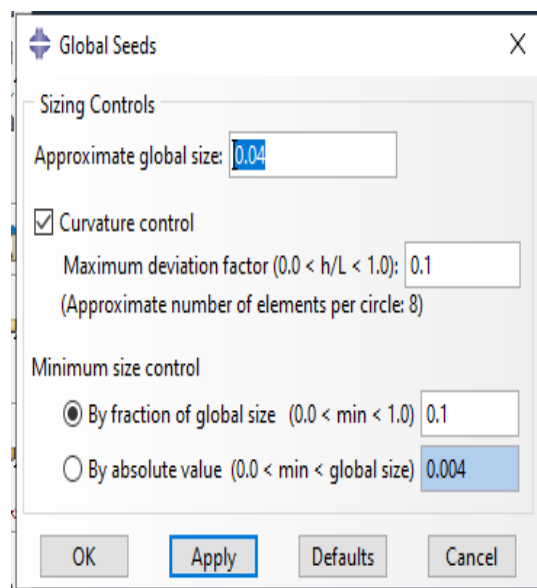 Global Seeds
Sizing Controls
Approximate global size: 0.04
Curvature control
Maximum deviation factor (0.0 < h/L < 1.0): 0.1
(Approximate number of elements per circle: 8)
Minimum size control
By fraction of global size (0.0 < min < 1.0) 0.1
By absolute value (0.0 < min < global size) 0.004
OK Apply Defaults Cancel